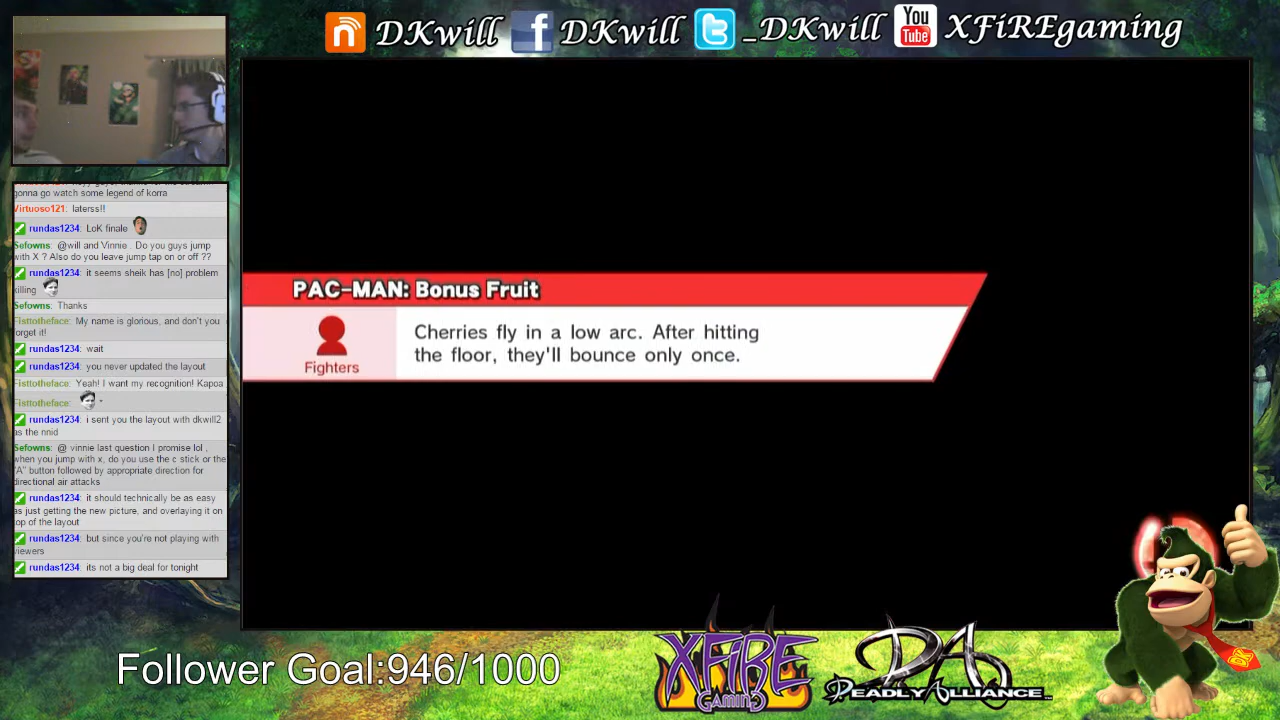 DKwill DKwill _DKwill You Tube XFiREgaming
gonna go watch some legend of korra
Virtuoso121: laterss!!
rundas1234: LoK finale
Sefowns: @will and Vinnie . Do you guys jump
with X ? Also do you leave jump tap on or off ??
rundas1234: it seems sheik has [no] problem
killing
Sefowns: Thanks
Fisttotheface: My name is glorious, and don't you
forget it!
rundas1234: wait
rundas1234: you never updated the layout
Fisttotheface: Yeah! I want my recognition! Kapoa
Fisttotheface: *
rundas1234: i sent you the layout with dkwill2
as the nnid
Sefowns: @ vinnie last question I promise lol ,
when you jump with x, do you use the c stick or the
"A" button followed by appropriate direction for
directional air attacks
rundas1234: it should technically be as easy
as just getting the new picture, and overlaying it on
top of the layout
rundas1234: but since you're not playing with
viewers
rundas1234: its not a big deal for tonight
PAC-MAN: Bonus Fruit
Fighters
Cherries fly in a low arc. After hitting
the floor, they'll bounce only once.
Follower Goal:946/1000
XFiRE
GAMING
DA
DEADLY ALLIANCE
DK